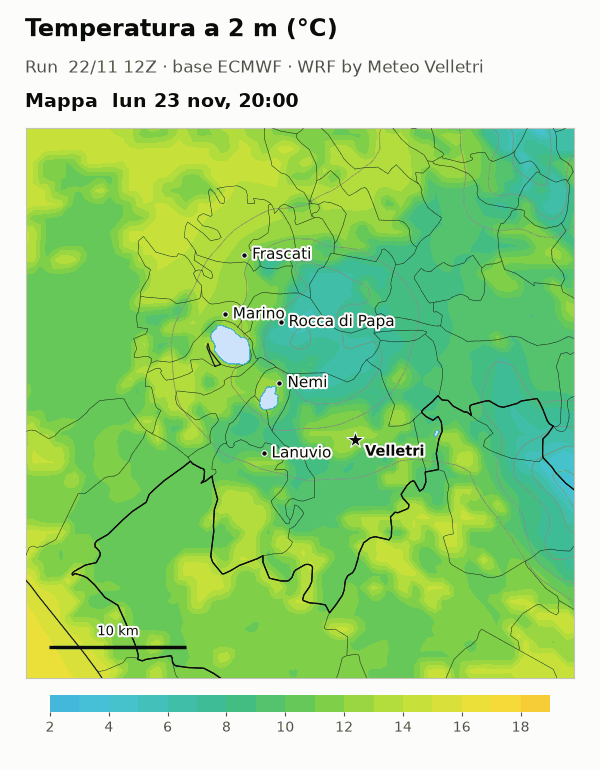 Temperatura a 2 m (°C)
Run  22/11 12Z · base ECMWF · WRF by Meteo Velletri
Mappa  lun 23 nov, 20:00
Frascati
Marino
Rocca di Papa
Nemi
Velletri
Lanuvio
10 km
2 4 6 8 10 12 14 16 18